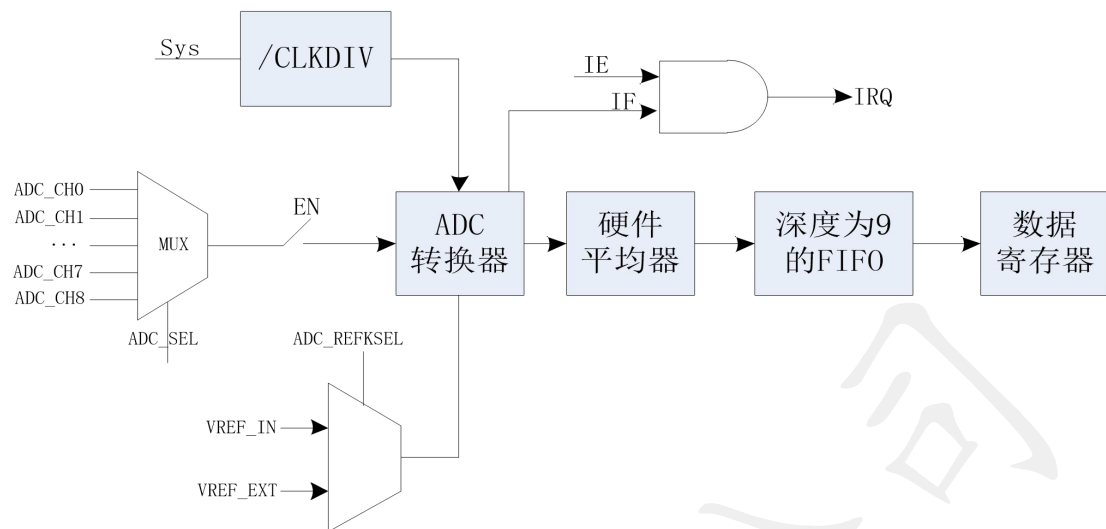 Sys
/CLKDIV
IE
IF
IRQ
ADC_CH0
ADC_CH1
...
ADC_CH7
ADC_CH8
MUX
ADC_SEL
EN
ADC
转换器
硬件
平均器
深度为9
的FIFO
数据
寄存器
ADC_REFKSEL
VREF_IN
VREF_EXT
司